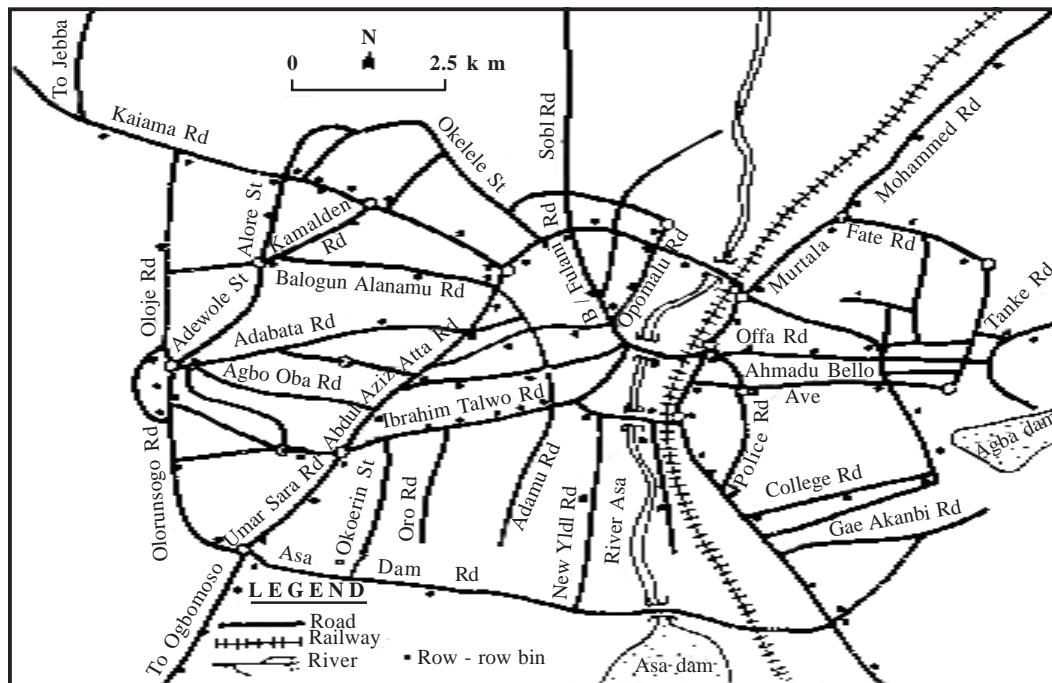 To Jebba
N
0 2.5 k m
Kaiama Rd
Okelele St
Sobl Rd
Mohammed Rd
Alore St
Kamalden
Rd
B / Fulani Rd
Opomalu Rd
Murtala
Fate Rd
Oloje Rd
Adewole St
Balogun Alanamu Rd
Tanke Rd
Adabata Rd
Offa Rd
Agbo Oba Rd
Abdul Aziz Atta Rd
Ahmadu Bello
Ave
Ibrahim Talwo Rd
Police Rd
Agba dam
Olorunsogo Rd
Umar Sara Rd
Okoerin St
Oro Rd
Adamu Rd
New Yldl Rd
River Asa
College Rd
Gae Akanbi Rd
Asa Dam Rd
To Ogbomoso
LEGEND
Road
Railway
River
Row - row bin
Asa dam